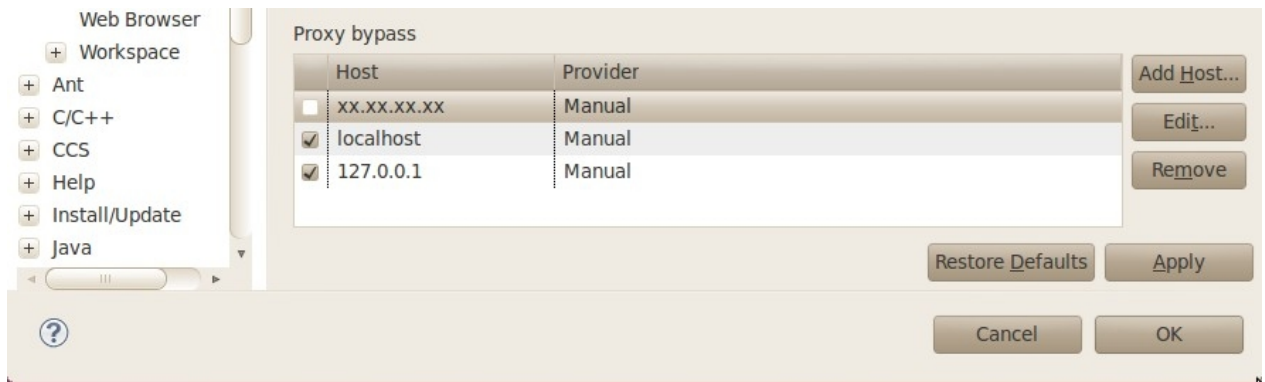 Web Browser
Workspace
Ant
C/C++
CCS
Help
Install/Update
Java
Proxy bypass
Host Provider
xx.xx.xx.xx Manual
localhost Manual
127.0.0.1 Manual
Add Host...
Edit...
Remove
Restore Defaults Apply
? Cancel OK